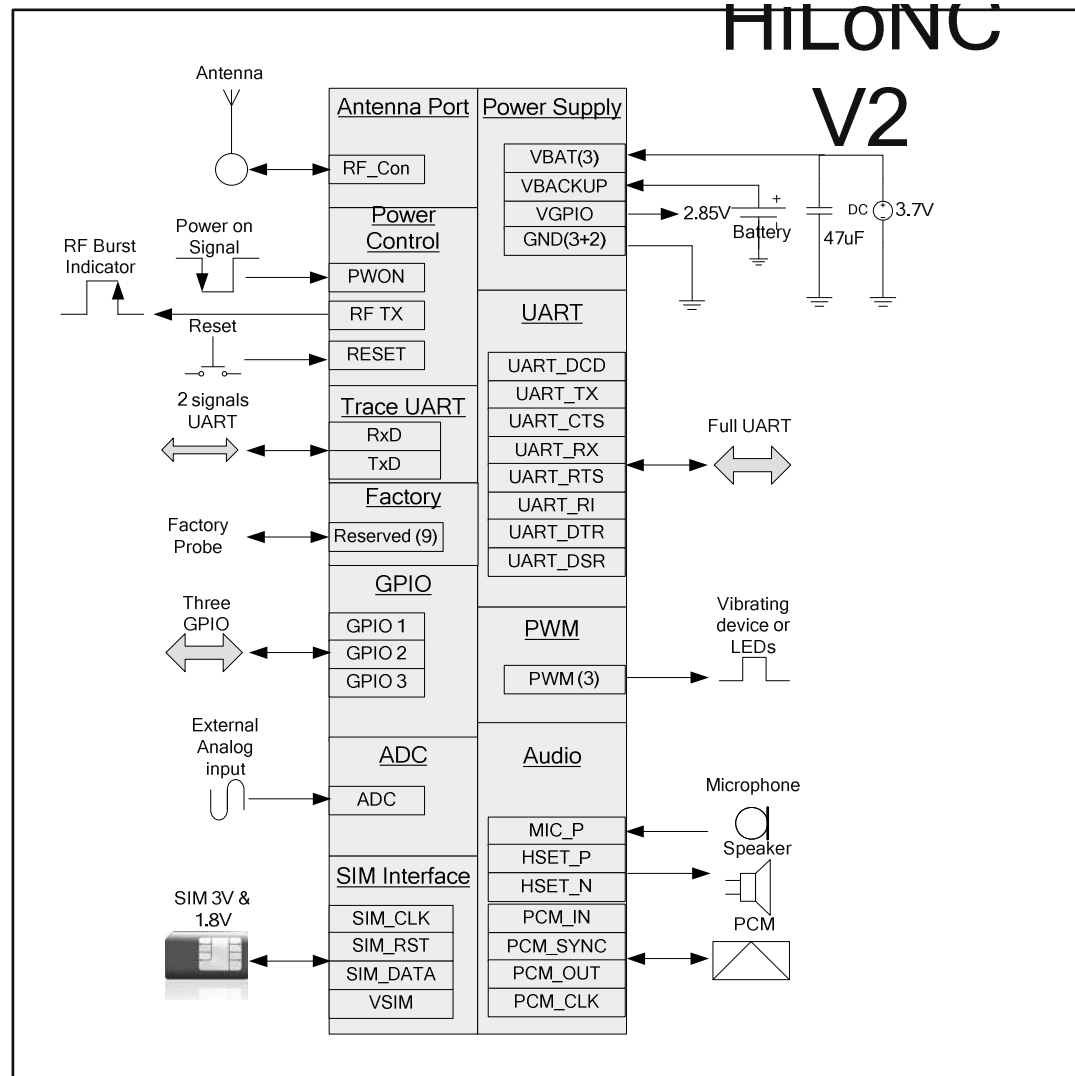 HiLoNC
V2
Antenna
Antenna Port
RF_Con
Power
Control
Power on
Signal
RF Burst
Indicator
PWON
RF TX
Reset
RESET
2 signals
UART
Trace UART
RxD
TxD
Factory
Factory
Probe
Reserved (9)
GPIO
Three
GPIO
GPIO 1
GPIO 2
GPIO 3
External
Analog
input
ADC
ADC
SIM Interface
SIM 3V &
1.8V
SIM_CLK
SIM_RST
SIM_DATA
VSIM
Power Supply
VBAT(3)
VBACKUP
VGPIO
GND(3+2)
2.85V
+
-
Battery
47uF
DC
3.7V
UART
UART_DCD
UART_TX
UART_CTS
UART_RX
UART_RTS
UART_RI
UART_DTR
UART_DSR
Full UART
PWM
PWM (3)
Vibrating
device or
LEDs
Audio
MIC_P
HSET_P
HSET_N
PCM_IN
PCM_SYNC
PCM_OUT
PCM_CLK
Microphone
Speaker
PCM